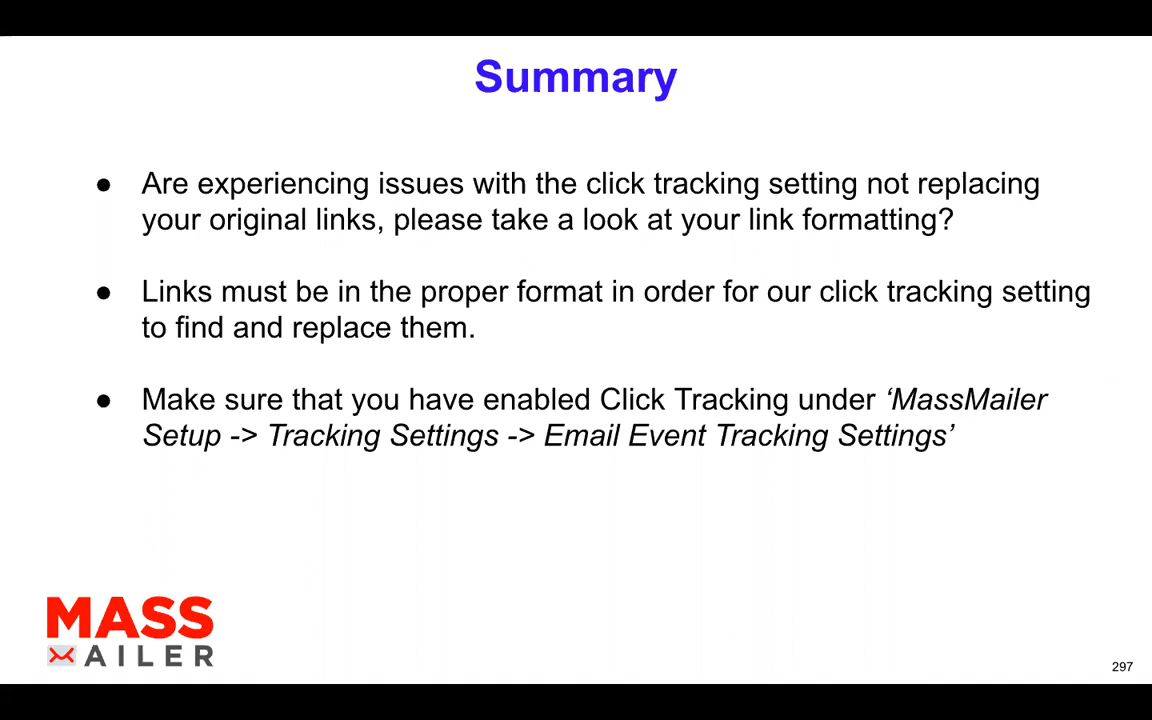 Summary
● Are experiencing issues with the click tracking setting not replacing
your original links, please take a look at your link formatting?
● Links must be in the proper format in order for our click tracking setting
to find and replace them.
● Make sure that you have enabled Click Tracking under ‘MassMailer
Setup -> Tracking Settings -> Email Event Tracking Settings’
MASS
AILER
297